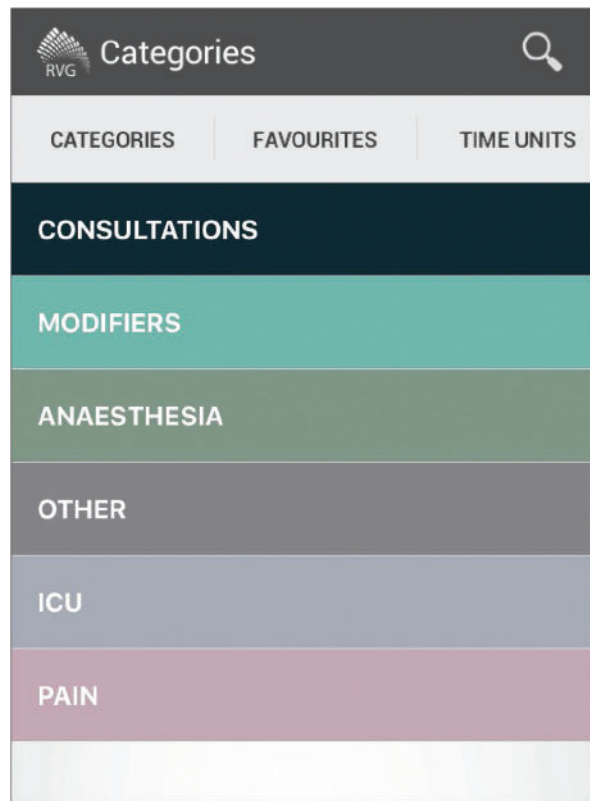 RVG
Categories
CATEGORIES FAVOURITES TIME UNITS
CONSULTATIONS
MODIFIERS
ANAESTHESIA
OTHER
ICU
PAIN